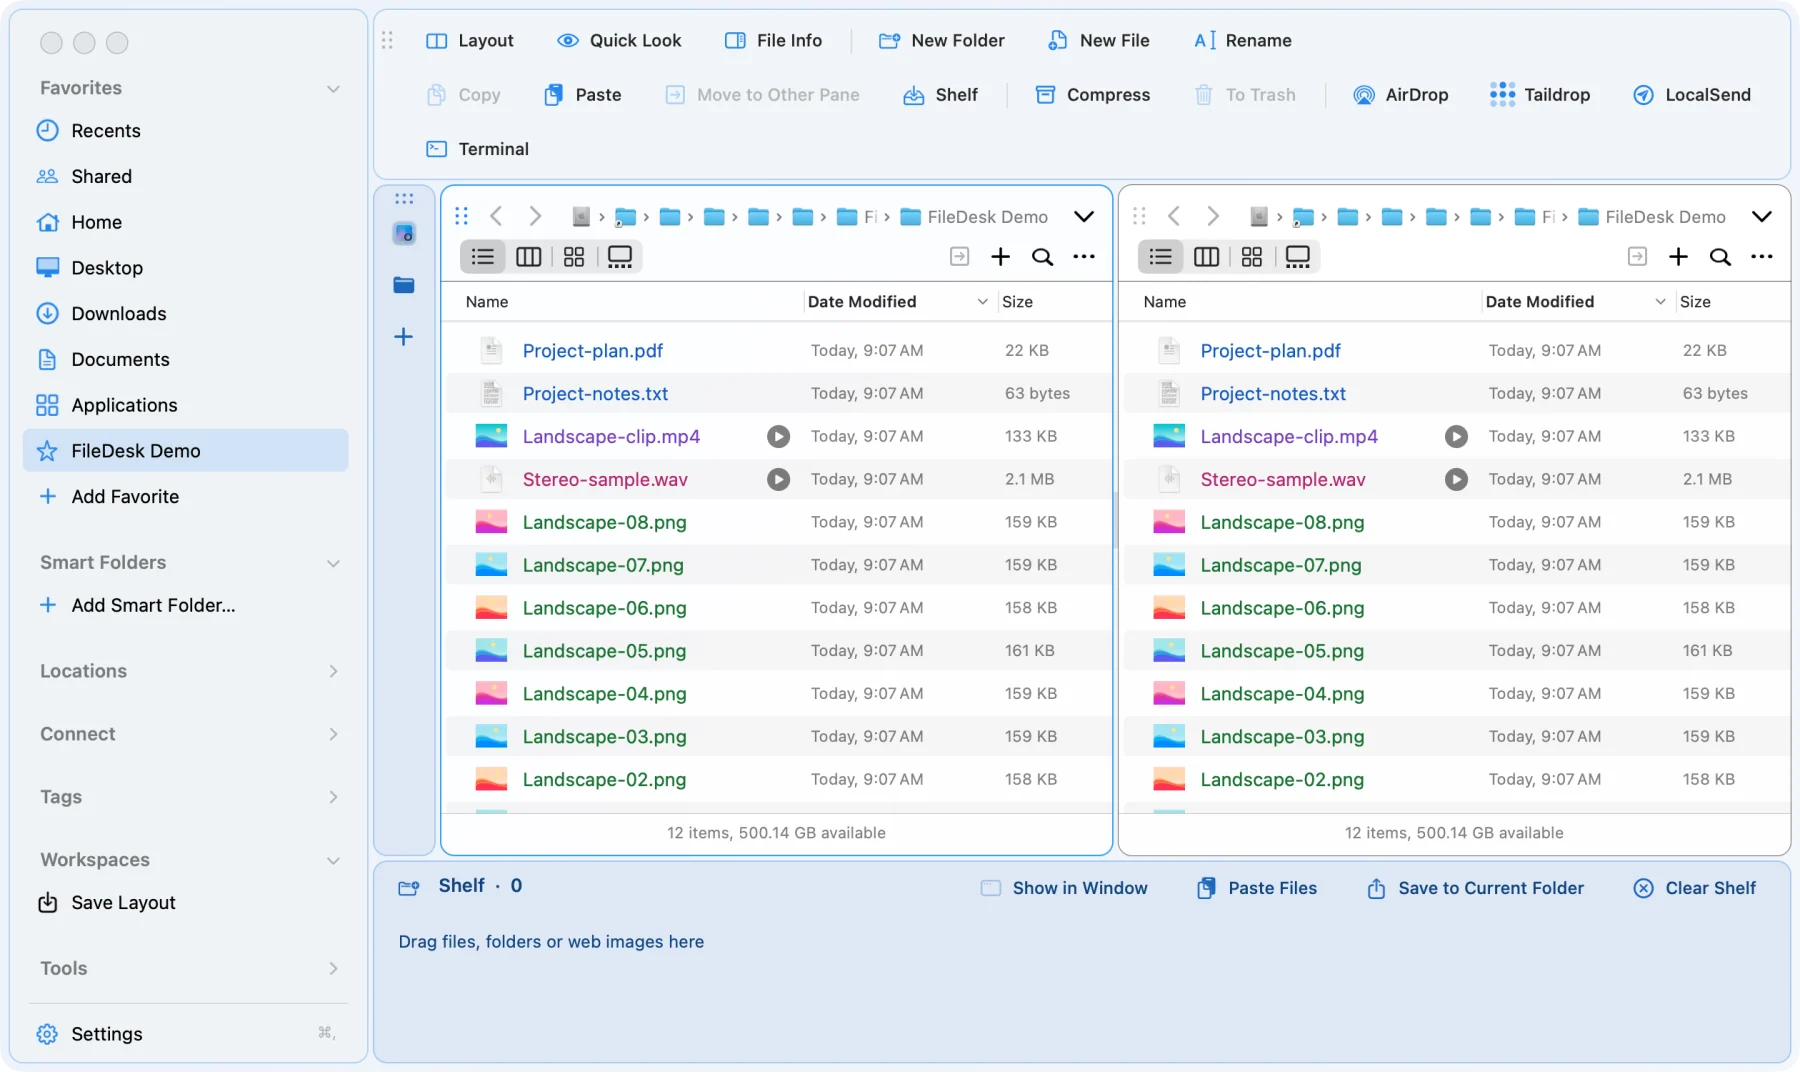 Favorites
Recents
Shared
Home
Desktop
Downloads
Documents
Applications
FileDesk Demo
Add Favorite
Smart Folders
Add Smart Folder...
Locations
Connect
Tags
Workspaces
Save Layout
Tools
Settings ⌘,
Layout Quick Look File Info New Folder New File Rename
Copy Paste Move to Other Pane Shelf Compress To Trash AirDrop Taildrop LocalSend
Terminal
Fi FileDesk Demo
Name Date Modified Size
Project-plan.pdf Today, 9:07 AM 22 KB
Project-notes.txt Today, 9:07 AM 63 bytes
Landscape-clip.mp4 Today, 9:07 AM 133 KB
Stereo-sample.wav Today, 9:07 AM 2.1 MB
Landscape-08.png Today, 9:07 AM 159 KB
Landscape-07.png Today, 9:07 AM 159 KB
Landscape-06.png Today, 9:07 AM 158 KB
Landscape-05.png Today, 9:07 AM 161 KB
Landscape-04.png Today, 9:07 AM 159 KB
Landscape-03.png Today, 9:07 AM 159 KB
Landscape-02.png Today, 9:07 AM 158 KB
12 items, 500.14 GB available
Fi FileDesk Demo
Name Date Modified Size
Project-plan.pdf Today, 9:07 AM 22 KB
Project-notes.txt Today, 9:07 AM 63 bytes
Landscape-clip.mp4 Today, 9:07 AM 133 KB
Stereo-sample.wav Today, 9:07 AM 2.1 MB
Landscape-08.png Today, 9:07 AM 159 KB
Landscape-07.png Today, 9:07 AM 159 KB
Landscape-06.png Today, 9:07 AM 158 KB
Landscape-05.png Today, 9:07 AM 161 KB
Landscape-04.png Today, 9:07 AM 159 KB
Landscape-03.png Today, 9:07 AM 159 KB
Landscape-02.png Today, 9:07 AM 158 KB
12 items, 500.14 GB available
Shelf · 0 Show in Window Paste Files Save to Current Folder Clear Shelf
Drag files, folders or web images here